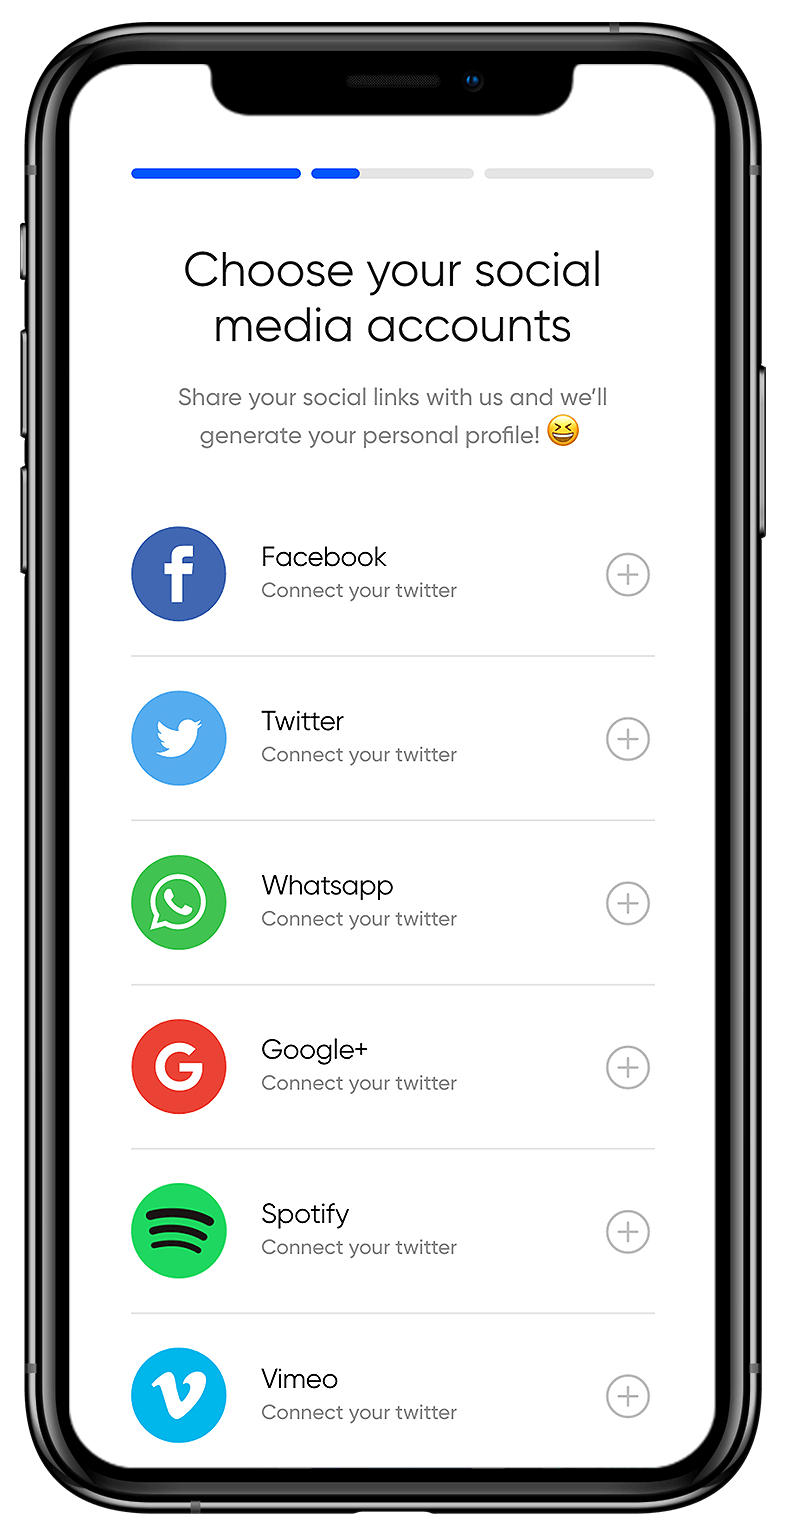 Choose your social
media accounts
Share your social links with us and we’ll
generate your personal profile! 😆
Facebook
Connect your twitter
Twitter
Connect your twitter
Whatsapp
Connect your twitter
Google+
Connect your twitter
Spotify
Connect your twitter
Vimeo
Connect your twitter